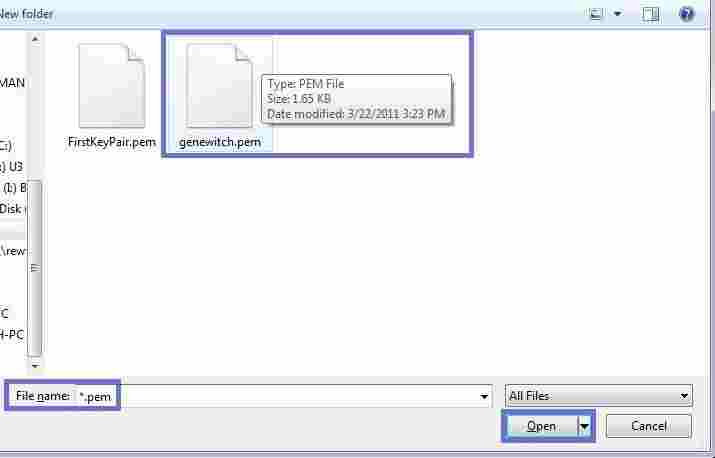 New folder
MAN
C:)
:) U3
(I:) B
Disk (
\rew
C
H-PC
FirstKeyPair.pem
genewitch.pem
Type: PEM File
Size: 1.65 KB
Date modified: 3/22/2011 3:23 PM
File name: *.pem
All Files
Open
Cancel